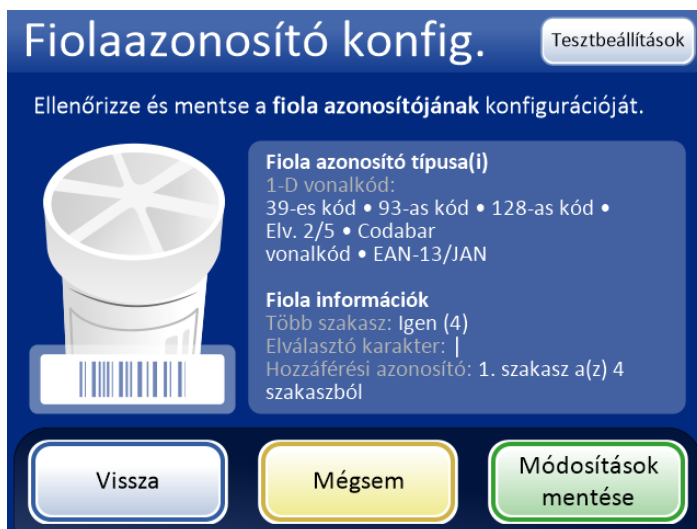 Fiolaazonosító konfig.
Tesztbeállítások
Ellenőrizze és mentse a fiola azonosítójának konfigurációját.
Fiola azonosító típusa(i)
1-D vonalkód:
39-es kód • 93-as kód • 128-as kód •
Elv. 2/5 • Codabar
vonalkód • EAN-13/JAN
Fiola információk
Több szakasz: Igen (4)
Elválasztó karakter: |
Hozzáférési azonosító: 1. szakasz a(z) 4
szakaszból
Vissza
Mégsem
Módosítások
mentése